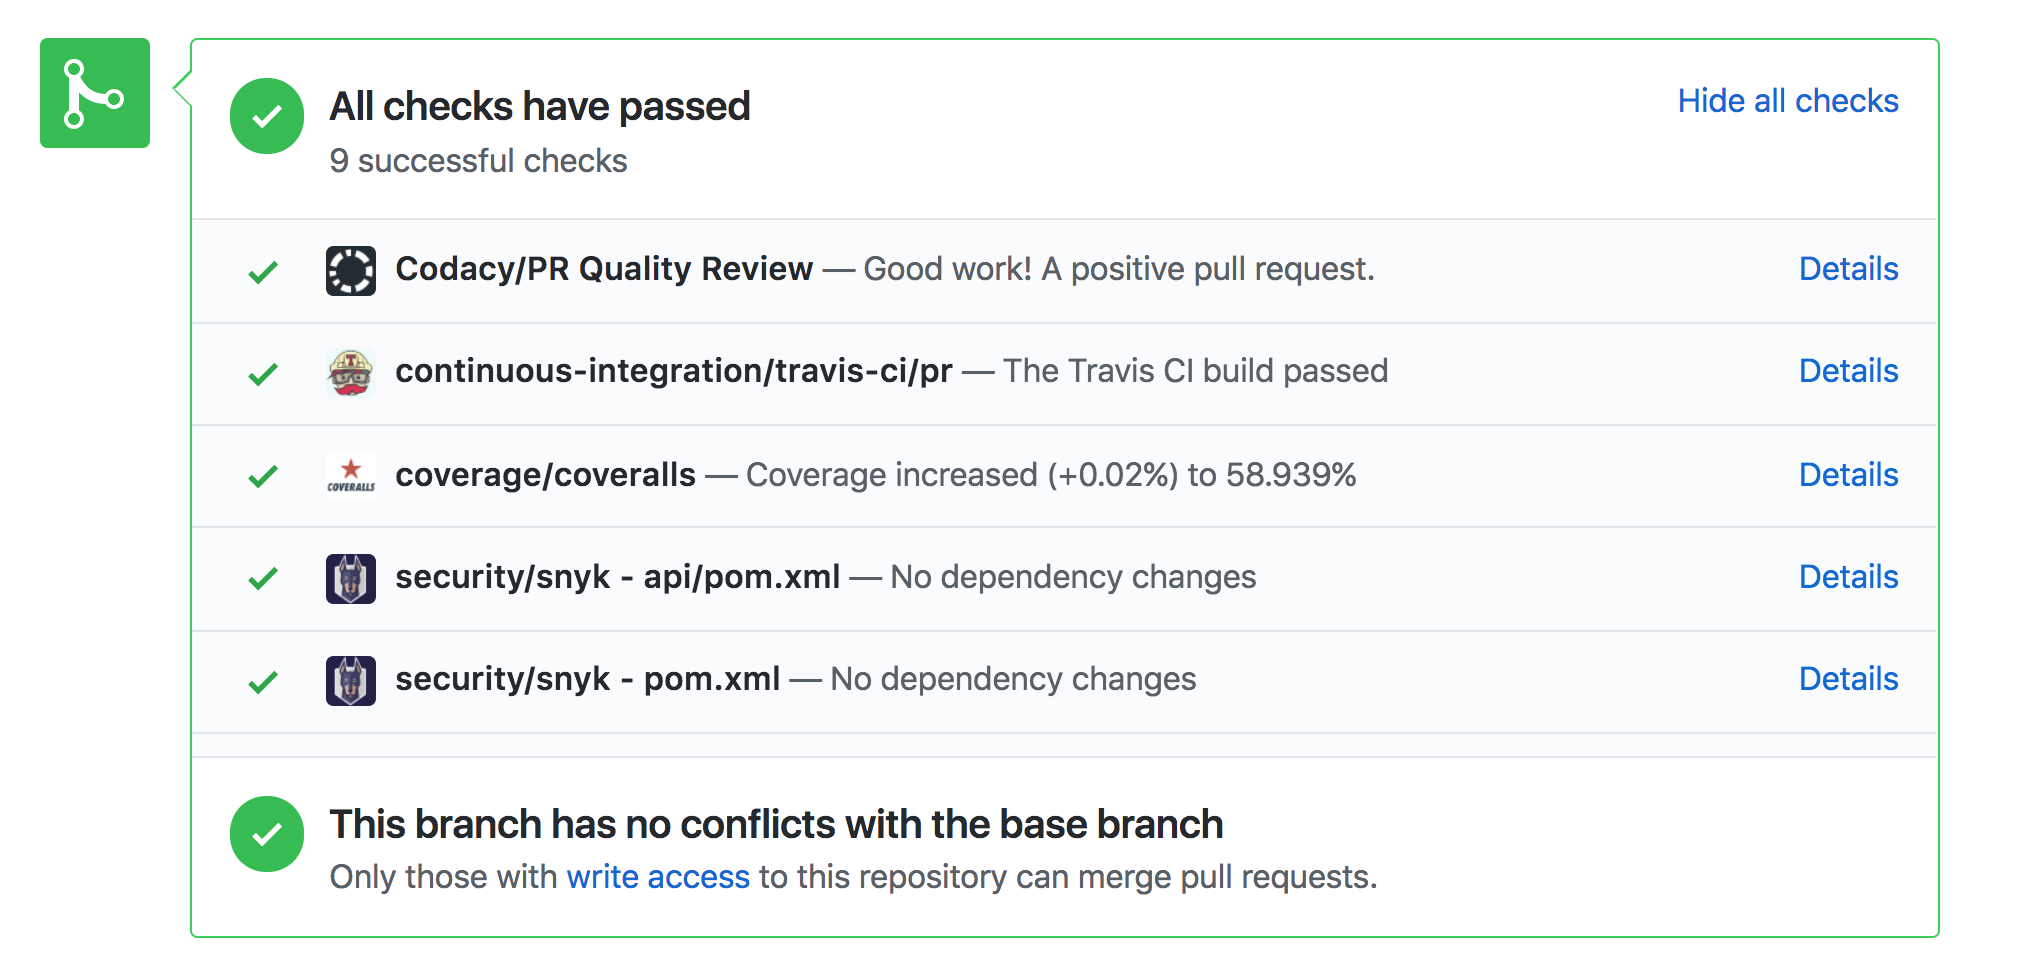 All checks have passed
Hide all checks
9 successful checks
Codacy/PR Quality Review — Good work! A positive pull request.
Details
T
continuous-integration/travis-ci/pr — The Travis CI build passed
Details
COVERALLS
coverage/coveralls — Coverage increased (+0.02%) to 58.939%
Details
security/snyk - api/pom.xml — No dependency changes
Details
security/snyk - pom.xml — No dependency changes
Details
This branch has no conflicts with the base branch
Only those with write access to this repository can merge pull requests.